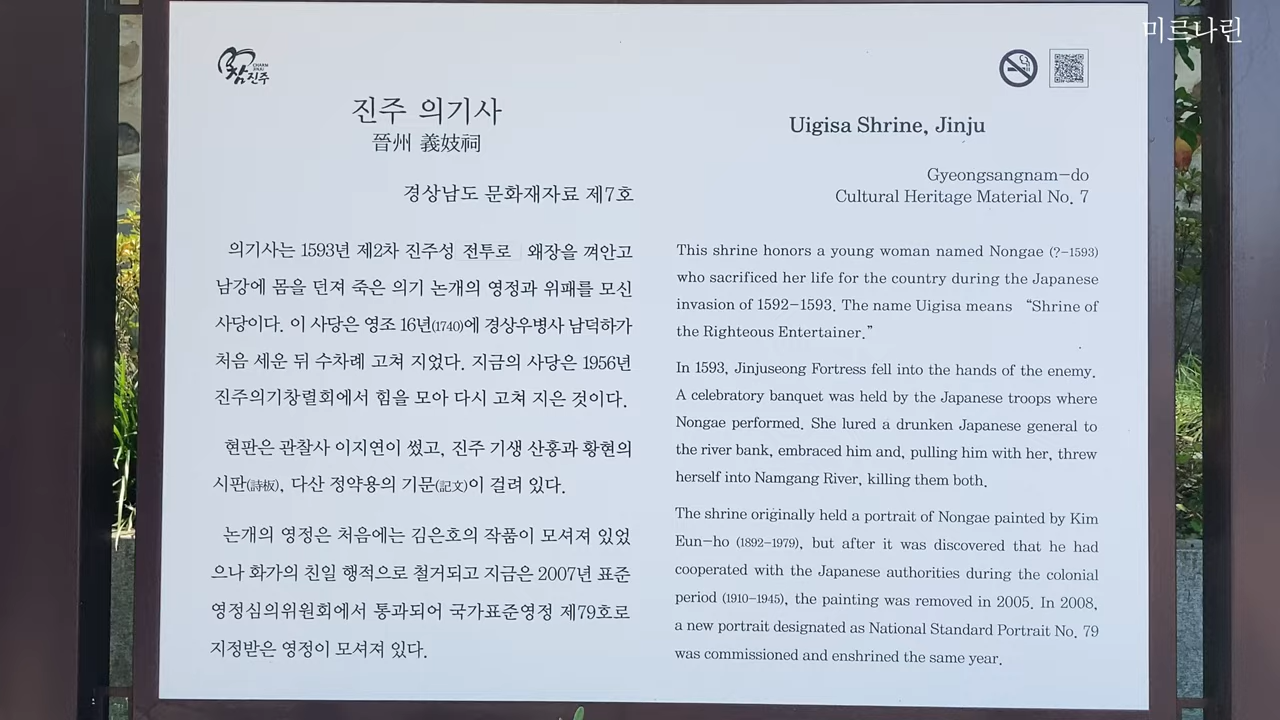 미르나린
참진주
CHARM
JINJU
진주 의기사
晉州 義妓祠
경상남도 문화재자료 제7호
의기사는 1593년 제2차 진주성 전투로 왜장을 껴안고
남강에 몸을 던져 죽은 의기 논개의 영정과 위패를 모신
사당이다. 이 사당은 영조 16년(1740)에 경상우병사 남덕하가
처음 세운 뒤 수차례 고쳐 지었다. 지금의 사당은 1956년
진주의기창렬회에서 힘을 모아 다시 고쳐 지은 것이다.
현판은 관찰사 이지연이 썼고, 진주 기생 산홍과 황현의
시판(詩板), 다산 정약용의 기문(記文)이 걸려 있다.
논개의 영정은 처음에는 김은호의 작품이 모셔져 있었
으나 화가의 친일 행적으로 철거되고 지금은 2007년 표준
영정심의위원회에서 통과되어 국가표준영정 제79호로
지정받은 영정이 모셔져 있다.
Uigisa Shrine, Jinju
Gyeongsangnam-do
Cultural Heritage Material No. 7
This shrine honors a young woman named Nongae (?-1593)
who sacrificed her life for the country during the Japanese
invasion of 1592-1593. The name Uigisa means “Shrine of
the Righteous Entertainer.”
In 1593, Jinjuseong Fortress fell into the hands of the enemy.
A celebratory banquet was held by the Japanese troops where
Nongae performed. She lured a drunken Japanese general to
the river bank, embraced him and, pulling him with her, threw
herself into Namgang River, killing them both.
The shrine originally held a portrait of Nongae painted by Kim
Eun-ho (1892-1979), but after it was discovered that he had
cooperated with the Japanese authorities during the colonial
period (1910-1945), the painting was removed in 2005. In 2008,
a new portrait designated as National Standard Portrait No. 79
was commissioned and enshrined the same year.